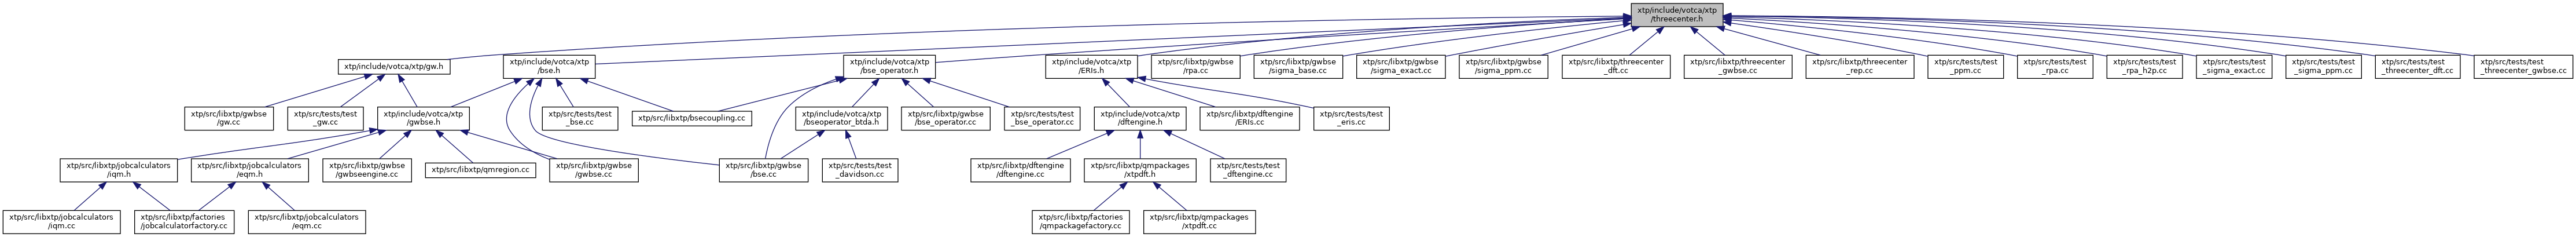 xtp/include/votca/xtp
/threecenter.h
xtp/include/votca/xtp/gw.h
xtp/include/votca/xtp
/bse.h
xtp/include/votca/xtp
/bse_operator.h
xtp/include/votca/xtp
/ERIs.h
xtp/src/libxtp/gwbse
/rpa.cc
xtp/src/libxtp/gwbse
/sigma_base.cc
xtp/src/libxtp/gwbse
/sigma_exact.cc
xtp/src/libxtp/gwbse
/sigma_ppm.cc
xtp/src/libxtp/threecenter
_dft.cc
xtp/src/libxtp/threecenter
_gwbse.cc
xtp/src/libxtp/threecenter
_rep.cc
xtp/src/tests/test
_ppm.cc
xtp/src/tests/test
_rpa.cc
xtp/src/tests/test
_rpa_h2p.cc
xtp/src/tests/test
_sigma_exact.cc
xtp/src/tests/test
_sigma_ppm.cc
xtp/src/tests/test
_threecenter_dft.cc
xtp/src/tests/test
_threecenter_gwbse.cc
xtp/src/libxtp/gwbse
/gw.cc
xtp/src/tests/test
_gw.cc
xtp/include/votca/xtp
/gwbse.h
xtp/src/tests/test
_bse.cc
xtp/src/libxtp/bsecoupling.cc
xtp/include/votca/xtp
/bseoperator_btda.h
xtp/src/libxtp/gwbse
/bse_operator.cc
xtp/src/tests/test
_bse_operator.cc
xtp/include/votca/xtp
/dftengine.h
xtp/src/libxtp/dftengine
/ERIs.cc
xtp/src/tests/test
_eris.cc
xtp/src/libxtp/jobcalculators
/iqm.h
xtp/src/libxtp/jobcalculators
/eqm.h
xtp/src/libxtp/gwbse
/gwbseengine.cc
xtp/src/libxtp/qmregion.cc
xtp/src/libxtp/gwbse
/gwbse.cc
xtp/src/libxtp/gwbse
/bse.cc
xtp/src/tests/test
_davidson.cc
xtp/src/libxtp/dftengine
/dftengine.cc
xtp/src/libxtp/qmpackages
/xtpdft.h
xtp/src/tests/test
_dftengine.cc
xtp/src/libxtp/jobcalculators
/iqm.cc
xtp/src/libxtp/factories
/jobcalculatorfactory.cc
xtp/src/libxtp/jobcalculators
/eqm.cc
xtp/src/libxtp/factories
/qmpackagefactory.cc
xtp/src/libxtp/qmpackages
/xtpdft.cc